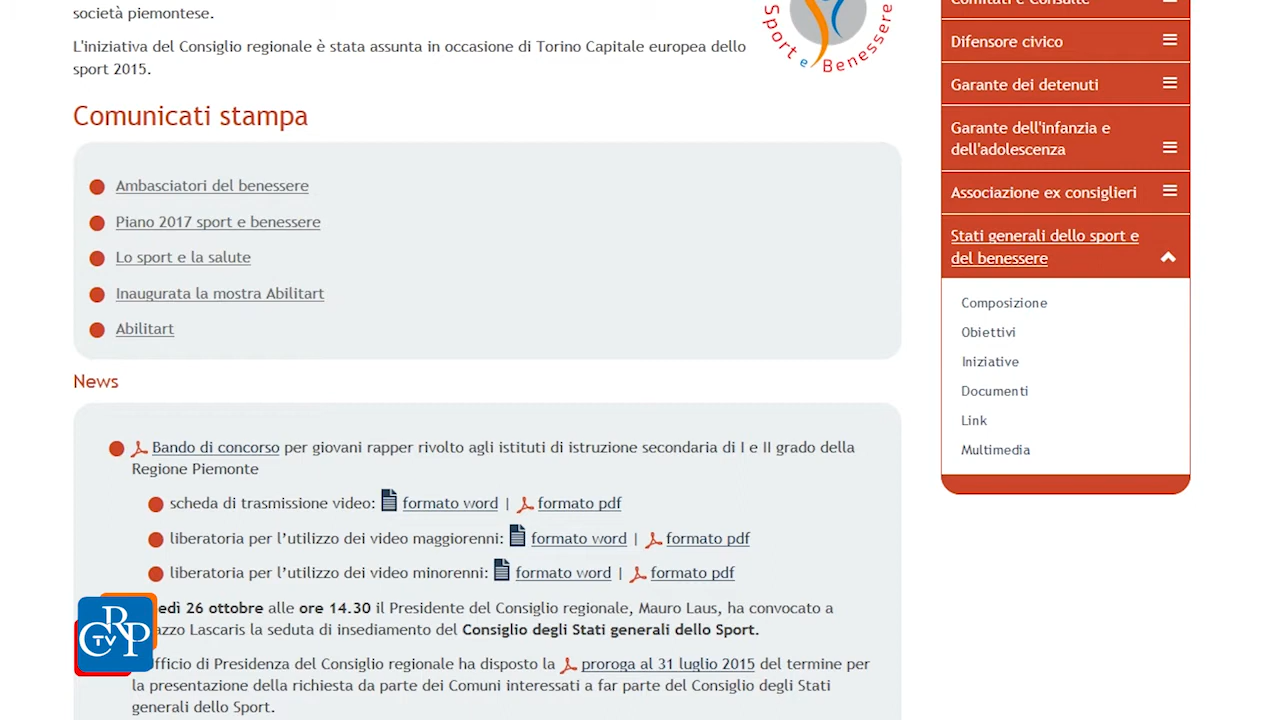 società piemontese.
L'iniziativa del Consiglio regionale è stata assunta in occasione di Torino Capitale europea dello
sport 2015.
Sport e Benessere
Comunicati stampa
Ambasciatori del benessere
Piano 2017 sport e benessere
Lo sport e la salute
Inaugurata la mostra Abilitart
Abilitart
News
Bando di concorso per giovani rapper rivolto agli istituti di istruzione secondaria di I e II grado della
Regione Piemonte
scheda di trasmissione video: formato word | formato pdf
liberatoria per l’utilizzo dei video maggiorenni: formato word | formato pdf
liberatoria per l’utilizzo dei video minorenni: formato word | formato pdf
edì 26 ottobre alle ore 14.30 il Presidente del Consiglio regionale, Mauro Laus, ha convocato a
azzo Lascaris la seduta di insediamento del Consiglio degli Stati generali dello Sport.
fficio di Presidenza del Consiglio regionale ha disposto la proroga al 31 luglio 2015 del termine per
la presentazione della richiesta da parte dei Comuni interessati a far parte del Consiglio degli Stati
generali dello Sport.
CRP
TV
Comitati e Consulte
Difensore civico
Garante dei detenuti
Garante dell'infanzia e
dell'adolescenza
Associazione ex consiglieri
Stati generali dello sport e
del benessere
Composizione
Obiettivi
Iniziative
Documenti
Link
Multimedia